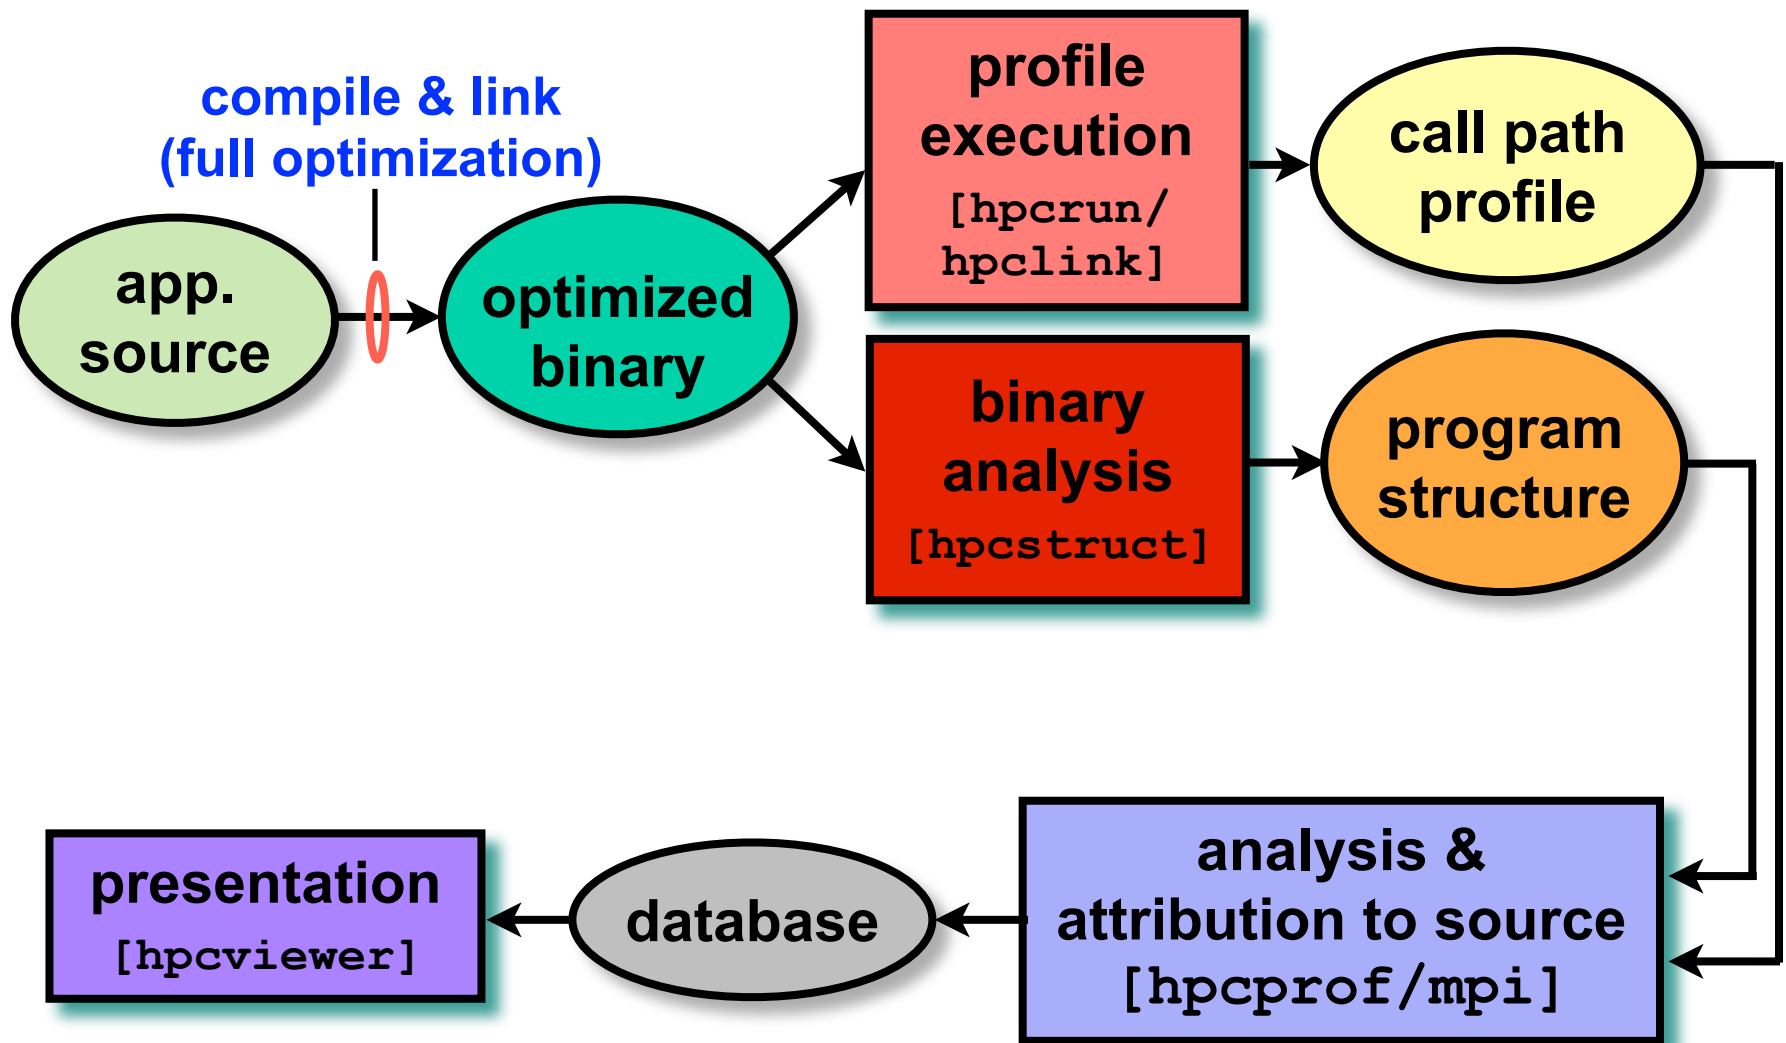 compile & link
(full optimization)
app.
source
optimized
binary
profile
execution
[hpcrun/
hpclink]
call path
profile
binary
analysis
[hpcstruct]
program
structure
analysis &
attribution to source
[hpcprof/mpi]
database
presentation
[hpcviewer]